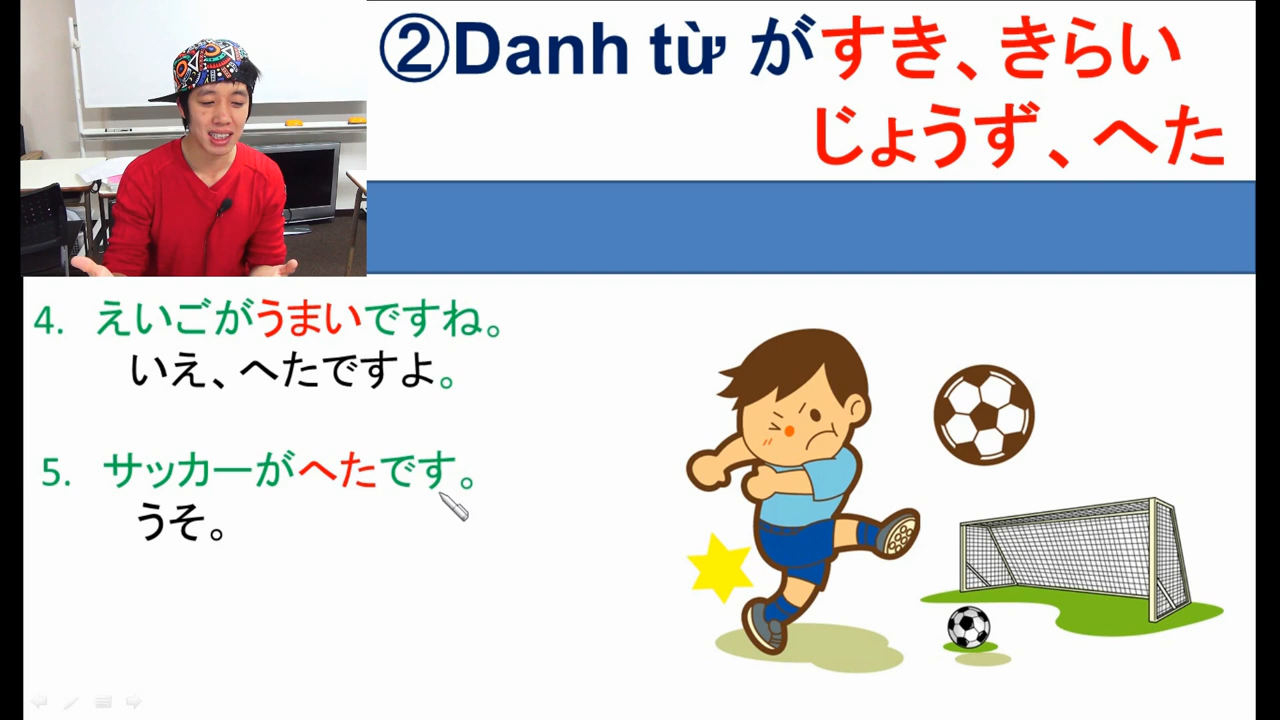 ②Danh từ がすき、きらい
じょうず、へた
4. えいごがうまいですね。
いえ、へたですよ。
5. サッカーがへたです。
うそ。